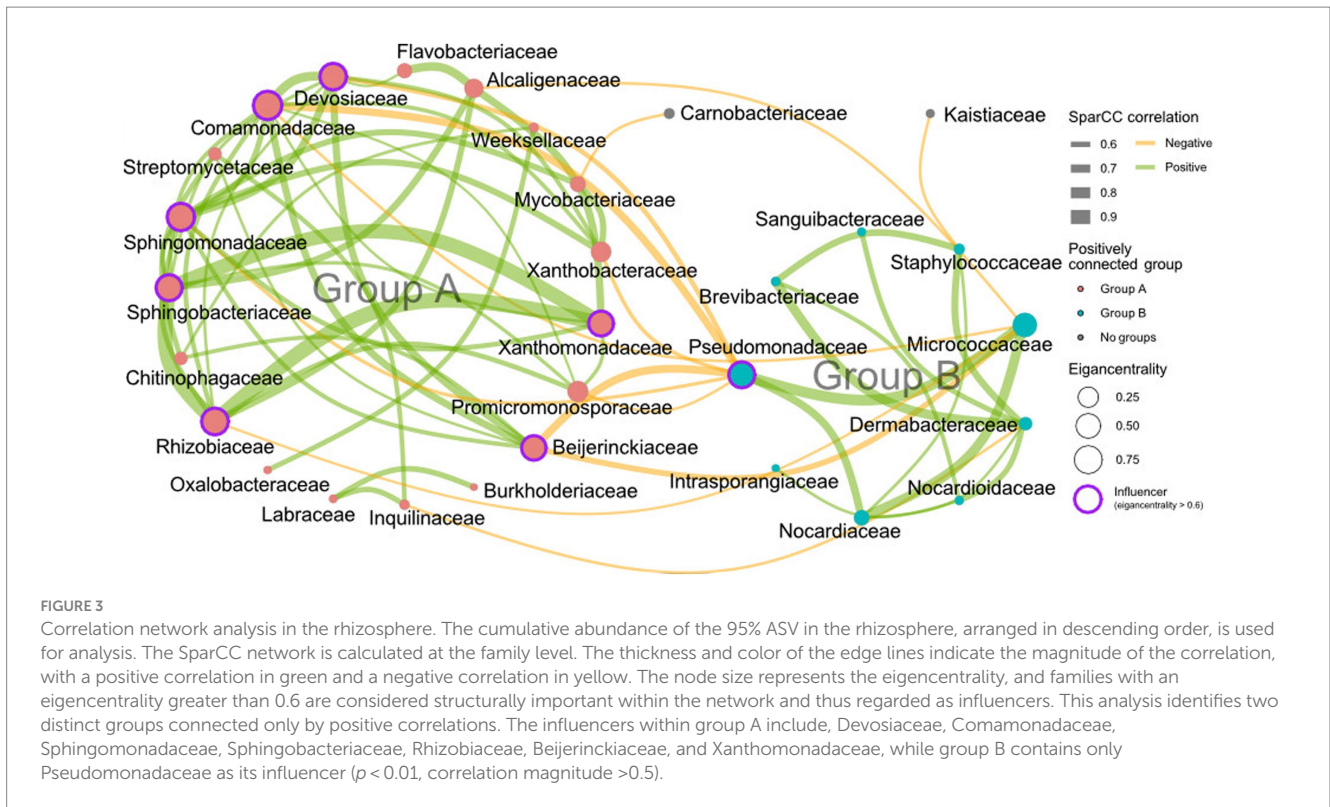 Flavobacteriaceae
Alcaligenaceae
Devosiaceae
Carnobacteriaceae
Kaistiaceae
Comamonadaceae
Weeksellaceae
Streptomycetaceae
Mycobacteriaceae
Sphingomonadaceae
Sanguibacteraceae
Xanthobacteraceae
Staphylococcaceae
Group A
Brevibacteriaceae
Sphingobacteriaceae
Xanthomonadaceae
Pseudomonadaceae
Micrococcaceae
Chitinophagaceae
Group B
Promicromonosporaceae
Dermabacteraceae
Rhizobiaceae
Beijerinckiaceae
Oxalobacteraceae
Intrasporangiaceae
Burkholderiaceae
Nocardioidaceae
Labraceae
Inquilinaceae
Nocardiaceae
SparCC correlation
0.6
Negative
0.7
Positive
0.8
0.9
Positively
connected group
Group A
Group B
No groups
Eigancentrality
0.25
0.50
0.75
Influencer
(eigancentrality > 0.6)
FIGURE 3
Correlation network analysis in the rhizosphere. The cumulative abundance of the 95% ASV in the rhizosphere, arranged in descending order, is used
for analysis. The SparCC network is calculated at the family level. The thickness and color of the edge lines indicate the magnitude of the correlation,
with a positive correlation in green and a negative correlation in yellow. The node size represents the eigencentrality, and families with an
eigencentrality greater than 0.6 are considered structurally important within the network and thus regarded as influencers. This analysis identifies two
distinct groups connected only by positive correlations. The influencers within group A include, Devosiaceae, Comamonadaceae,
Sphingomonadaceae, Sphingobacteriaceae, Rhizobiaceae, Beijerinckiaceae, and Xanthomonadaceae, while group B contains only
Pseudomonadaceae as its influencer (p < 0.01, correlation magnitude >0.5).